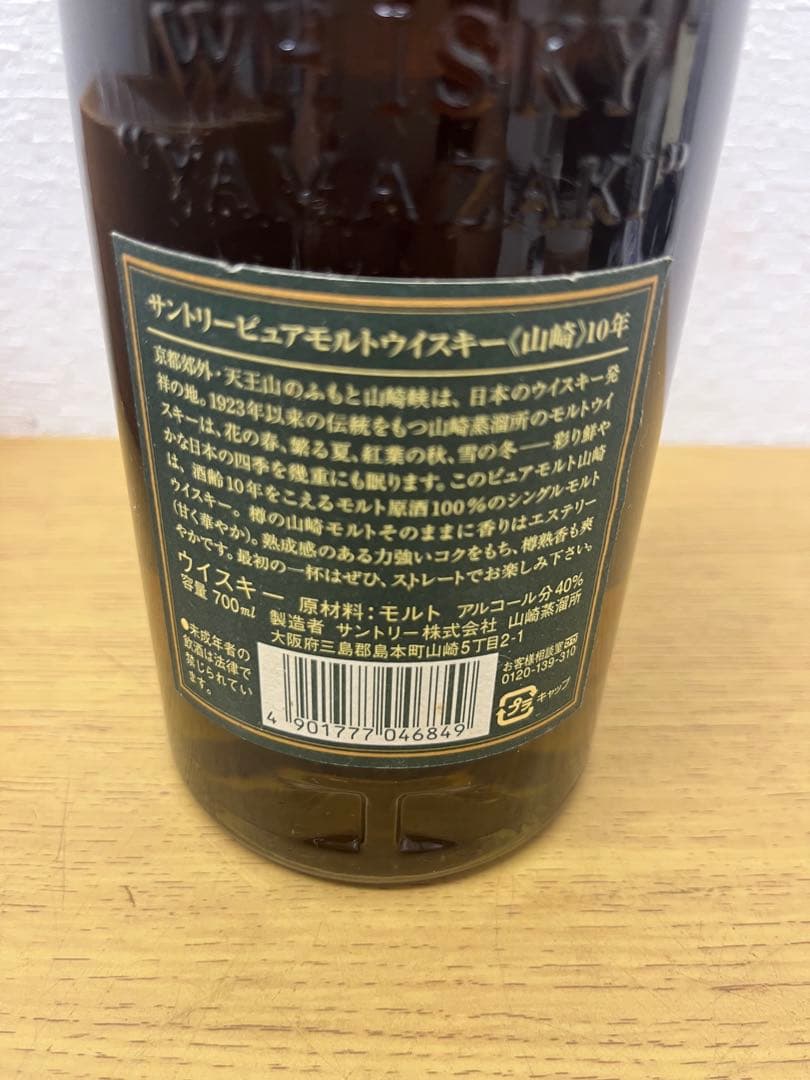 WHISKY
"YAMAZAKI"
サントリーピュアモルトウイスキー《山崎》10年
京都郊外・天王山のふもと山崎峡は、日本のウイスキー発
祥の地。1923年以来の伝統をもつ山崎蒸溜所のモルトウイ
スキーは、花の春、繁る夏、紅葉の秋、雪の冬――彩り鮮や
かな日本の四季を幾重にも眠ります。このピュアモルト山崎
は、酒齢10年をこえるモルト原酒100%のシングルモルト
ウイスキー。樽の山崎モルトそのままに香りはエステリー
(甘く華やか)。熟成感のある力強いコクをもち、樽熟香も爽
やかです。最初の一杯はぜひ、ストレートでお楽しみ下さい。
ウイスキー 原材料:モルト アルコール分40%
容量 700ml 製造者 サントリー株式会社 山崎蒸溜所
大阪府三島郡島本町山崎5丁目2-1
●未成年者の
飲酒は法律で
禁じられてい
ます。
4 901777 046849
お客様相談室
0120-139-310
プラ キャップ